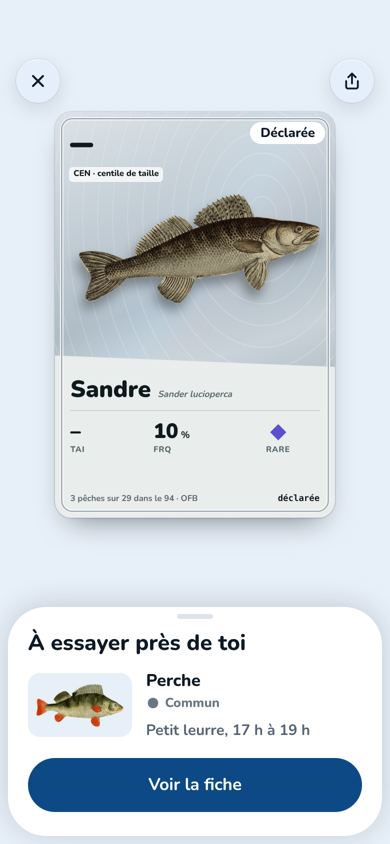 Déclarée
–
CEN · centile de taille
Sandre Sander lucioperca
– 10 %
TAI FRQ RARE
3 pêches sur 29 dans le 94 · OFB déclarée
À essayer près de toi
Perche
Commun
Petit leurre, 17 h à 19 h
Voir la fiche